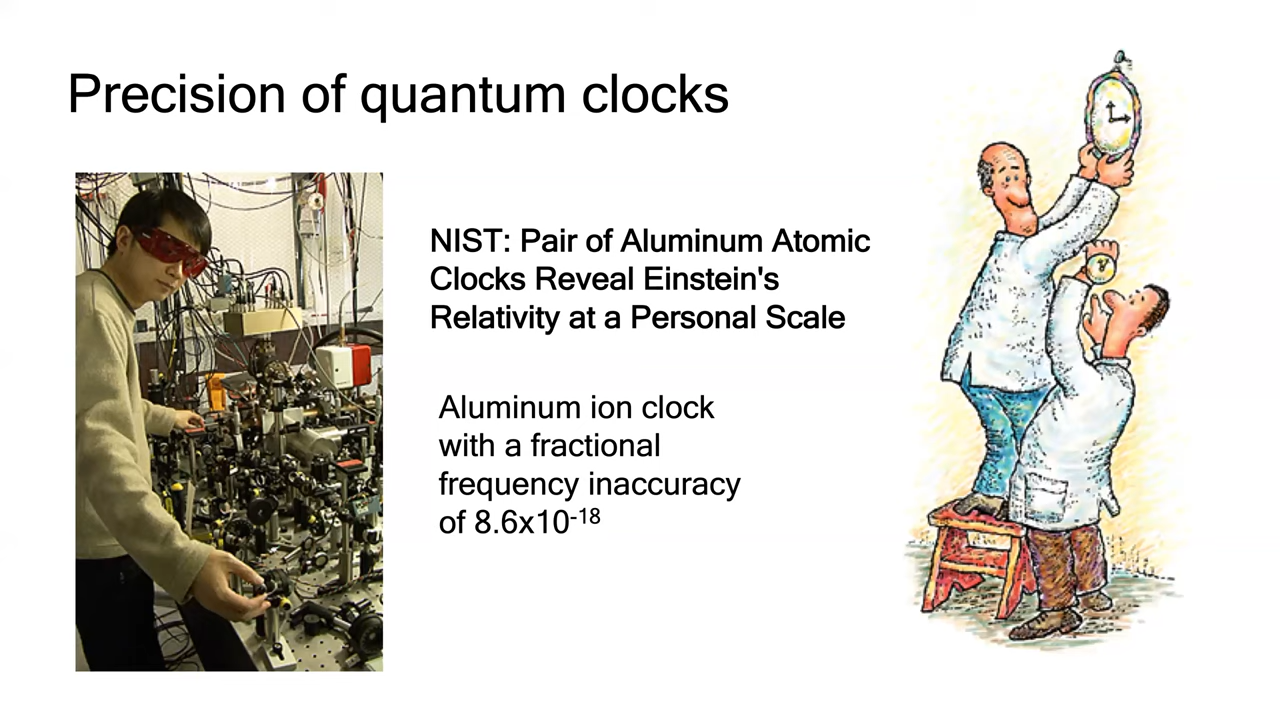 Precision of quantum clocks
NIST: Pair of Aluminum Atomic
Clocks Reveal Einstein's
Relativity at a Personal Scale
Aluminum ion clock
with a fractional
frequency inaccuracy
of 8.6x10⁻¹⁸